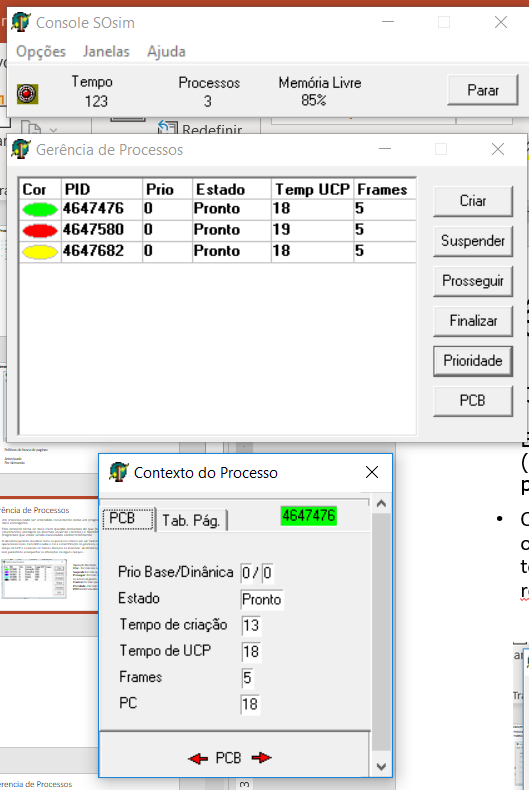 Console SOsim
Opções Janelas Ajuda
Tempo Processos Memória Livre
123 3 85%
Parar
Redefinir
Gerência de Processos
Cor PID Prio Estado Temp UCP Frames
4647476 0 Pronto 18 5
4647580 0 Pronto 19 5
4647682 0 Pronto 18 5
Criar
Suspender
Prosseguir
Finalizar
Prioridade
PCB
Contexto do Processo
PCB Tab. Pág. 4647476
Prio Base/Dinâmica 0 / 0
Estado Pronto
Tempo de criação 13
Tempo de UCP 18
Frames 5
PC 18
PCB
rência de Processos
erencia de Processos